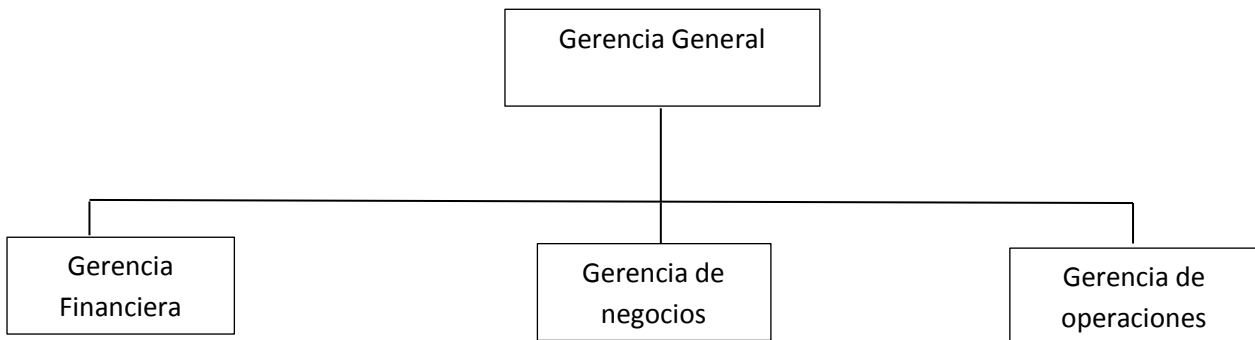 Gerencia General
Gerencia
Financiera
Gerencia de
negocios
Gerencia de
operaciones